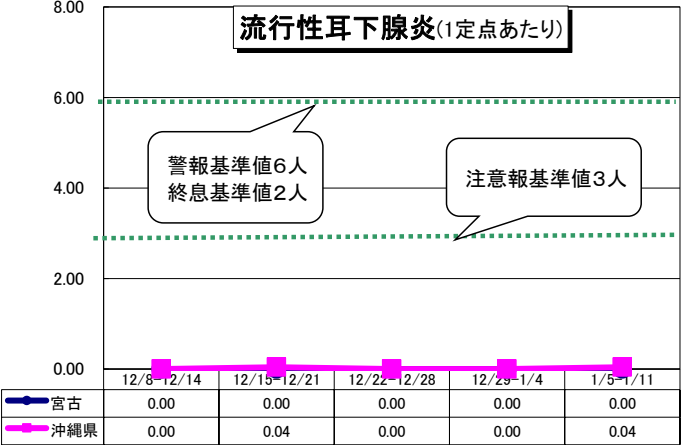 流行性耳下腺炎(1定点あたり)
8.00
6.00
警報基準値6人
終息基準値2人
注意報基準値3人
4.00
2.00
0.00
12/8-12/14 12/15-12/21 12/22-12/28 12/29-1/4 1/5-1/11
宮古 0.00 0.00 0.00 0.00 0.00
沖縄県 0.00 0.04 0.00 0.00 0.04